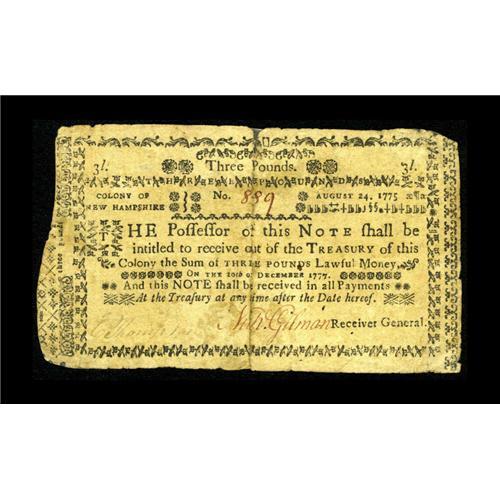 Three Pounds.
3l. 3l.
COLONY OF NEW HAMPSHIRE
No. 889
AUGUST 24, 1775
THE Possessor of this NOTE shall be
intitled to receive out of the TREASURY of this
Colony the Sum of THREE POUNDS Lawful Money,
ON THE 20th OF DECEMBER 1777.
And this NOTE shall be received in all Payments
At the Treasury at any time after the Date hereof.
Nich. Gilman Receiver General.
three pounds